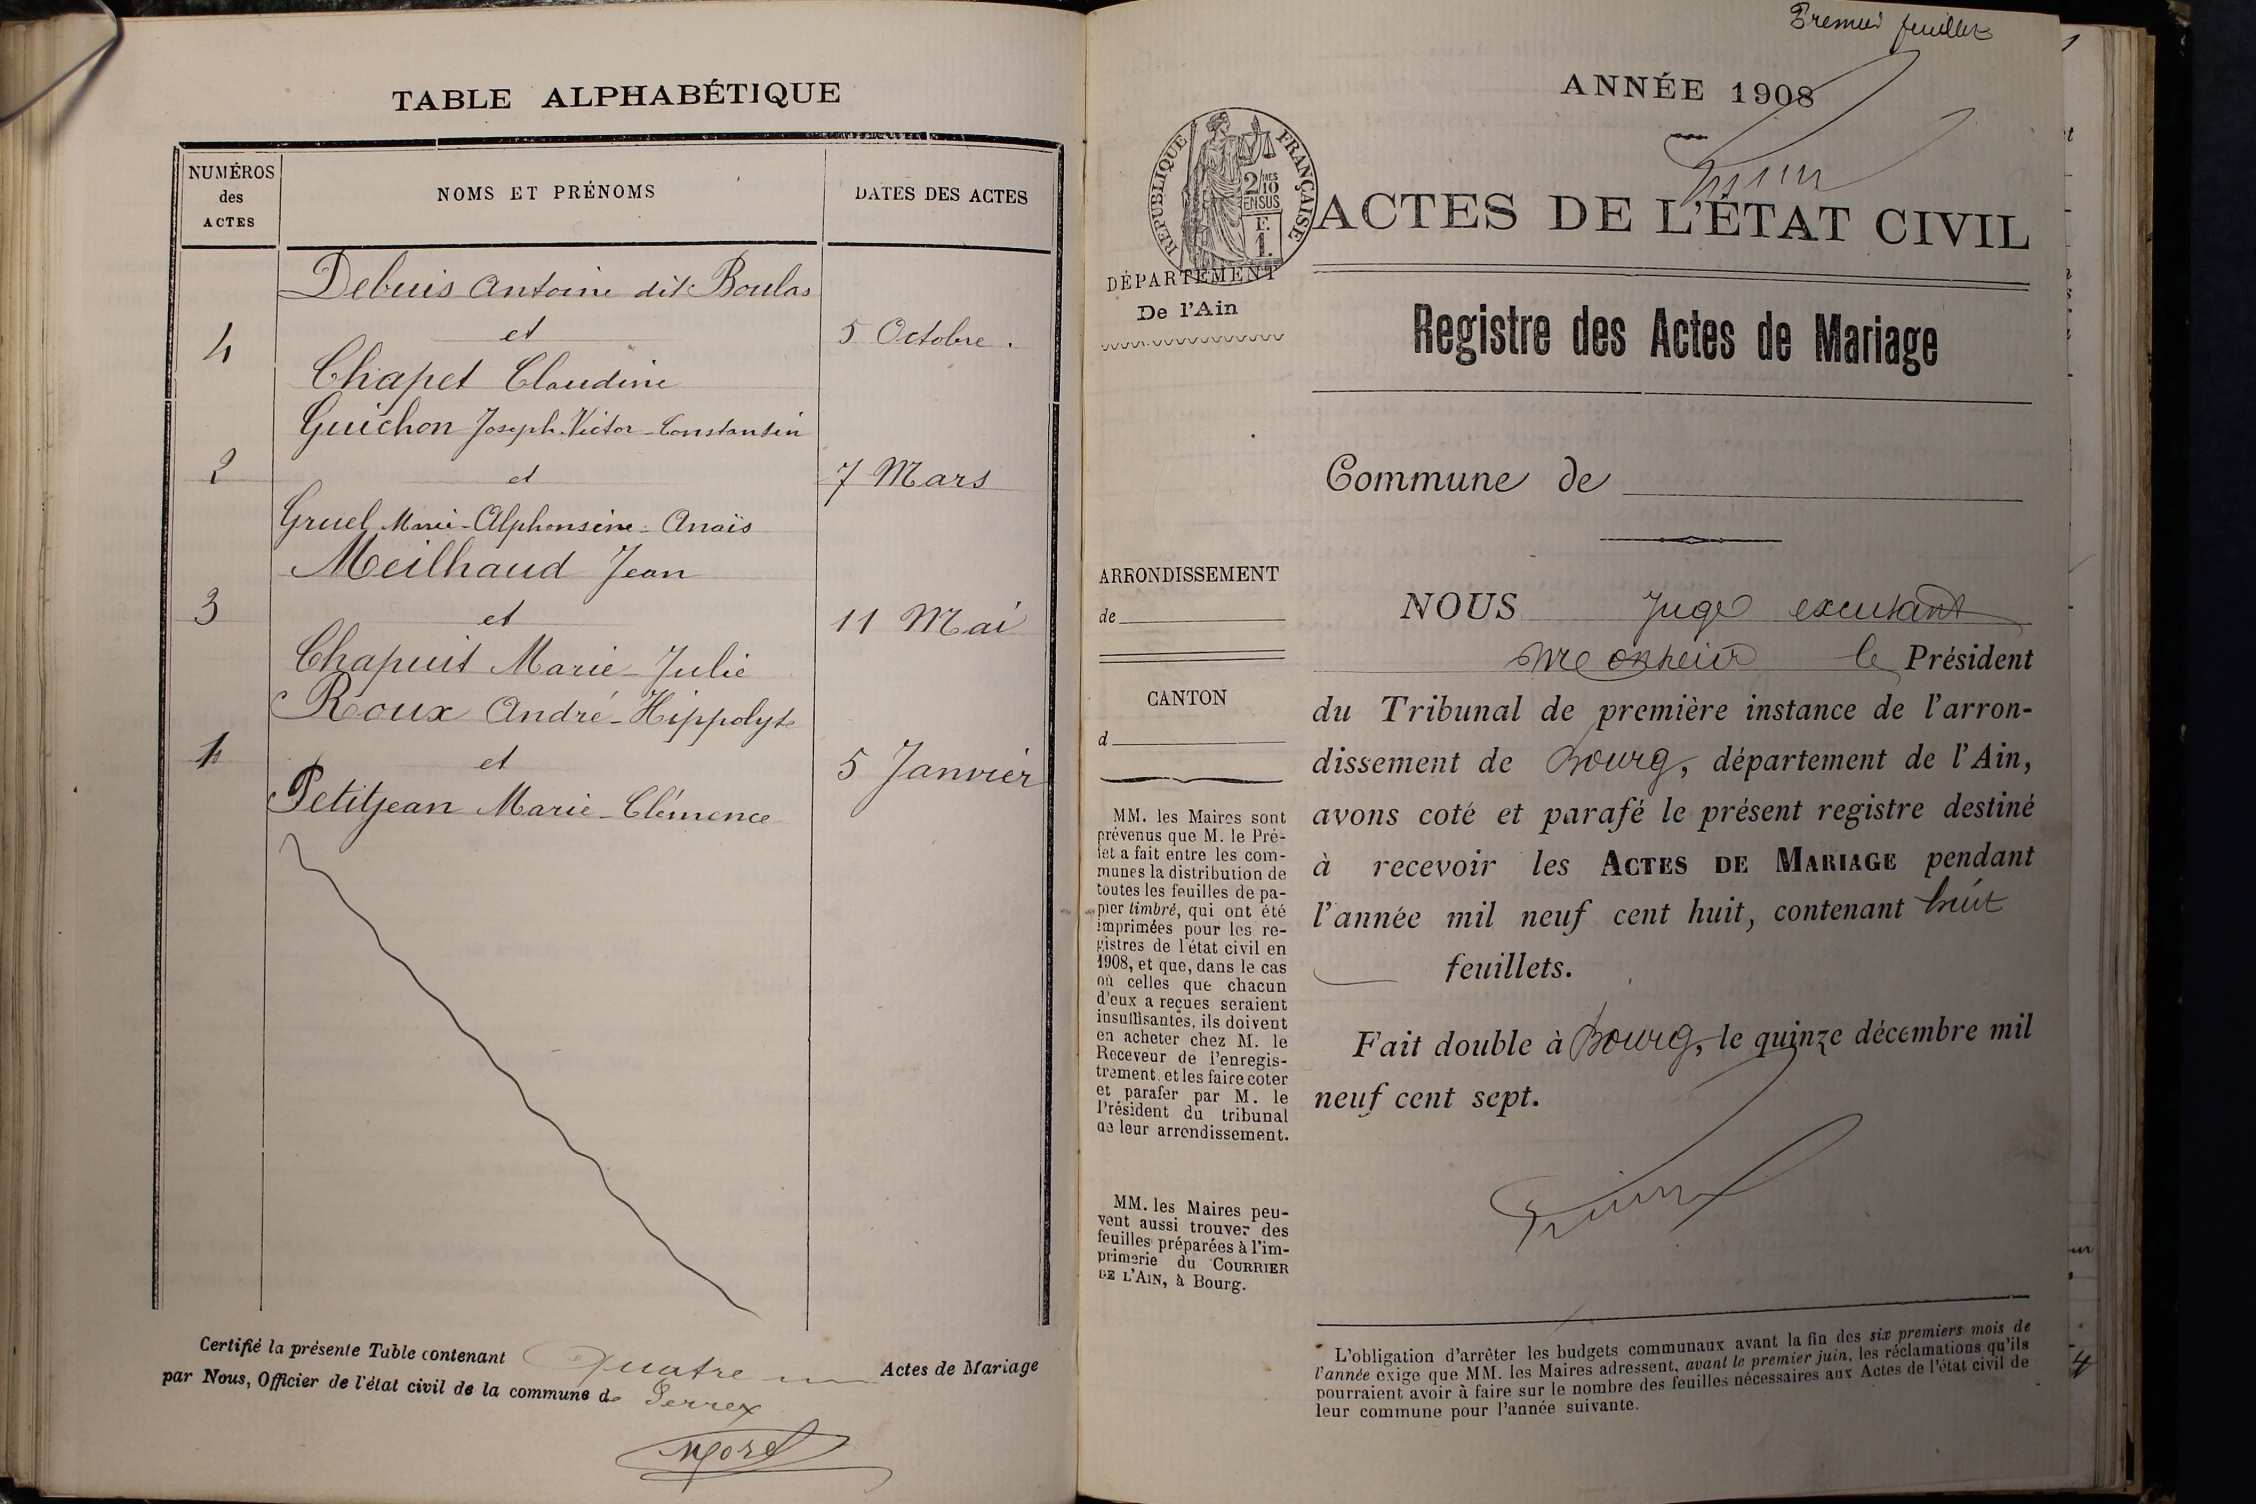 TABLE ALPHABÉTIQUE
NUMÉROS
des
ACTES
NOMS ET PRÉNOMS
DATES DES ACTES
Debuis Antoine dit Boulas
et
4
5 Octobre.
Chapet Claudine
Guichon Joseph-Victor-Constantin
2
et
7 Mars
Gruel Marie-Alphonsine-Anaïs
Meilhaud Jean
3
et
11 Mai
Chapuit Marie-Julie
Roux André-Hippolyte
1
et
5 Janvier
Petitjean Marie-Clémence
Certifié la présente Table contenant Quatre Actes de Mariage
par Nous, Officier de l'état civil de la commune de Perrex
Morel
Premier feuillet
ANNÉE 1908
RÉPUBLIQUE FRANÇAISE
2/10 MES
EN SUS
F.
1.
ACTES DE L'ÉTAT CIVIL
DÉPARTEMENT
De l'Ain
Registre des Actes de Mariage
Commune de
ARRONDISSEMENT
de
CANTON
d
MM. les Maires sont
prévenus que M. le Pré-
fet a fait entre les com-
munes la distribution de
toutes les feuilles de pa-
pier timbré, qui ont été
imprimées pour les re-
gistres de l'état civil en
1908, et que, dans le cas
où celles que chacun
d'eux a reçues seraient
insuffisantes, ils doivent
en acheter chez M. le
Receveur de l'enregis-
trement, et les faire coter
et parafer par M. le
Président du tribunal
de leur arrondissement.
MM. les Maires peu-
vent aussi trouver des
feuilles préparées à l'im-
primerie du COURRIER
DE L'AIN, à Bourg.
NOUS Juge
le Président
du Tribunal de première instance de l'arron-
dissement de Bourg, département de l'Ain,
avons coté et parafé le présent registre destiné
à recevoir les ACTES DE MARIAGE pendant
l'année mil neuf cent huit, contenant huit
feuillets.
Fait double à Bourg, le quinze décembre mil
neuf cent sept.
L'obligation d'arrêter les budgets communaux avant la fin des six premiers mois de
l'année exige que MM. les Maires adressent, avant le premier juin, les réclamations qu'ils
pourraient avoir à faire sur le nombre des feuilles nécessaires aux Actes de l'état civil de
leur commune pour l'année suivante.